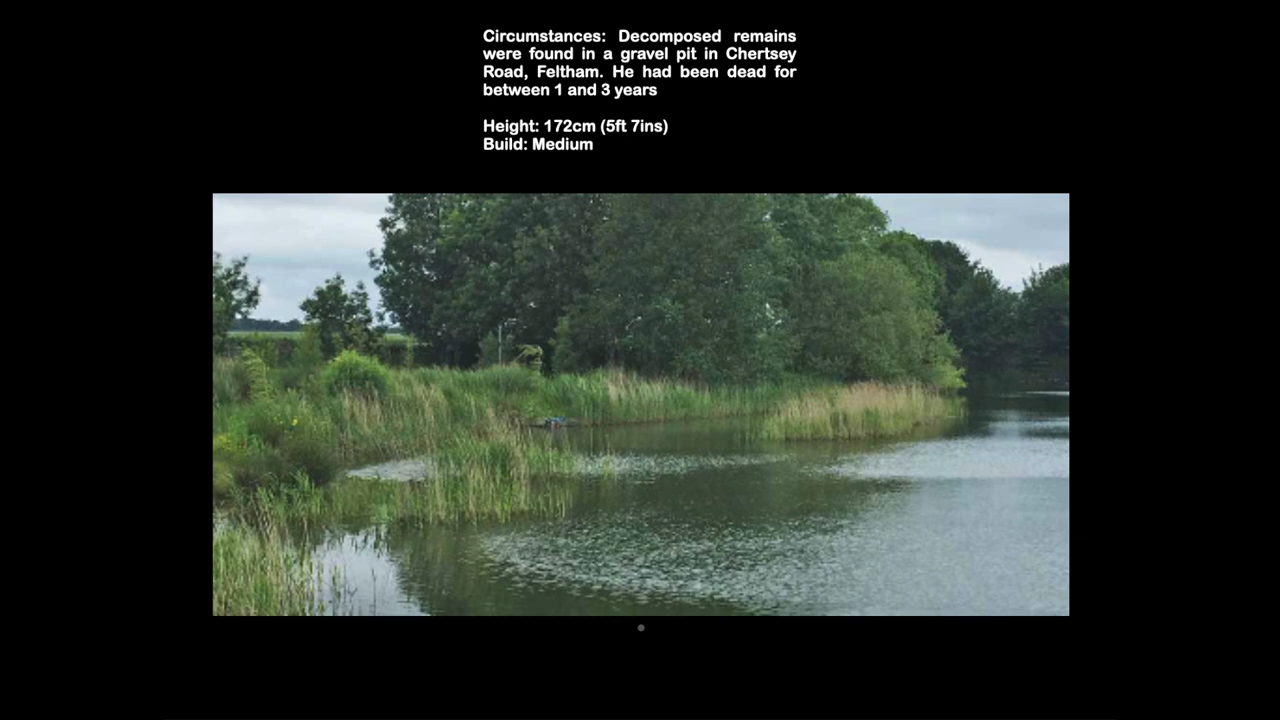 Circumstances: Decomposed remains
were found in a gravel pit in Chertsey
Road, Feltham. He had been dead for
between 1 and 3 years
Height: 172cm (5ft 7ins)
Build: Medium